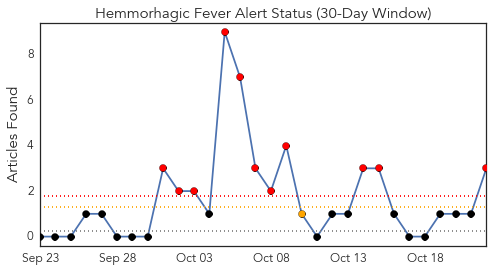 Hemmorhagic Fever Alert Status (30-Day Window)
Articles Found
8
6
4
2
0
Sep 23 Sep 28 Oct 03 Oct 08 Oct 13 Oct 18